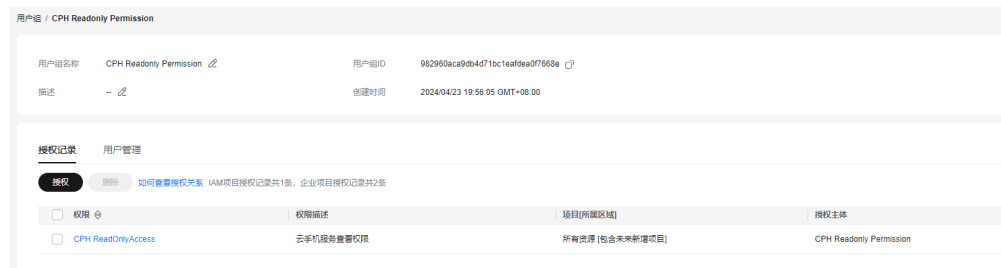 用户组 / CPH Readonly Permission
用户组名称 CPH Readonly Permission 用户组ID 982960aca9db4d71bc1eafdea0f7668e
描述 -- 创建时间 2024/04/23 19:56:05 GMT+08:00
授权记录 用户管理
授权 删除 如何查看授权关系 IAM项目授权记录共1条，企业项目授权记录共2条
权限 权限描述 项目[所属区域] 授权主体
CPH ReadOnlyAccess 云手机服务查看权限 所有资源 [包含未来新增项目] CPH Readonly Permission